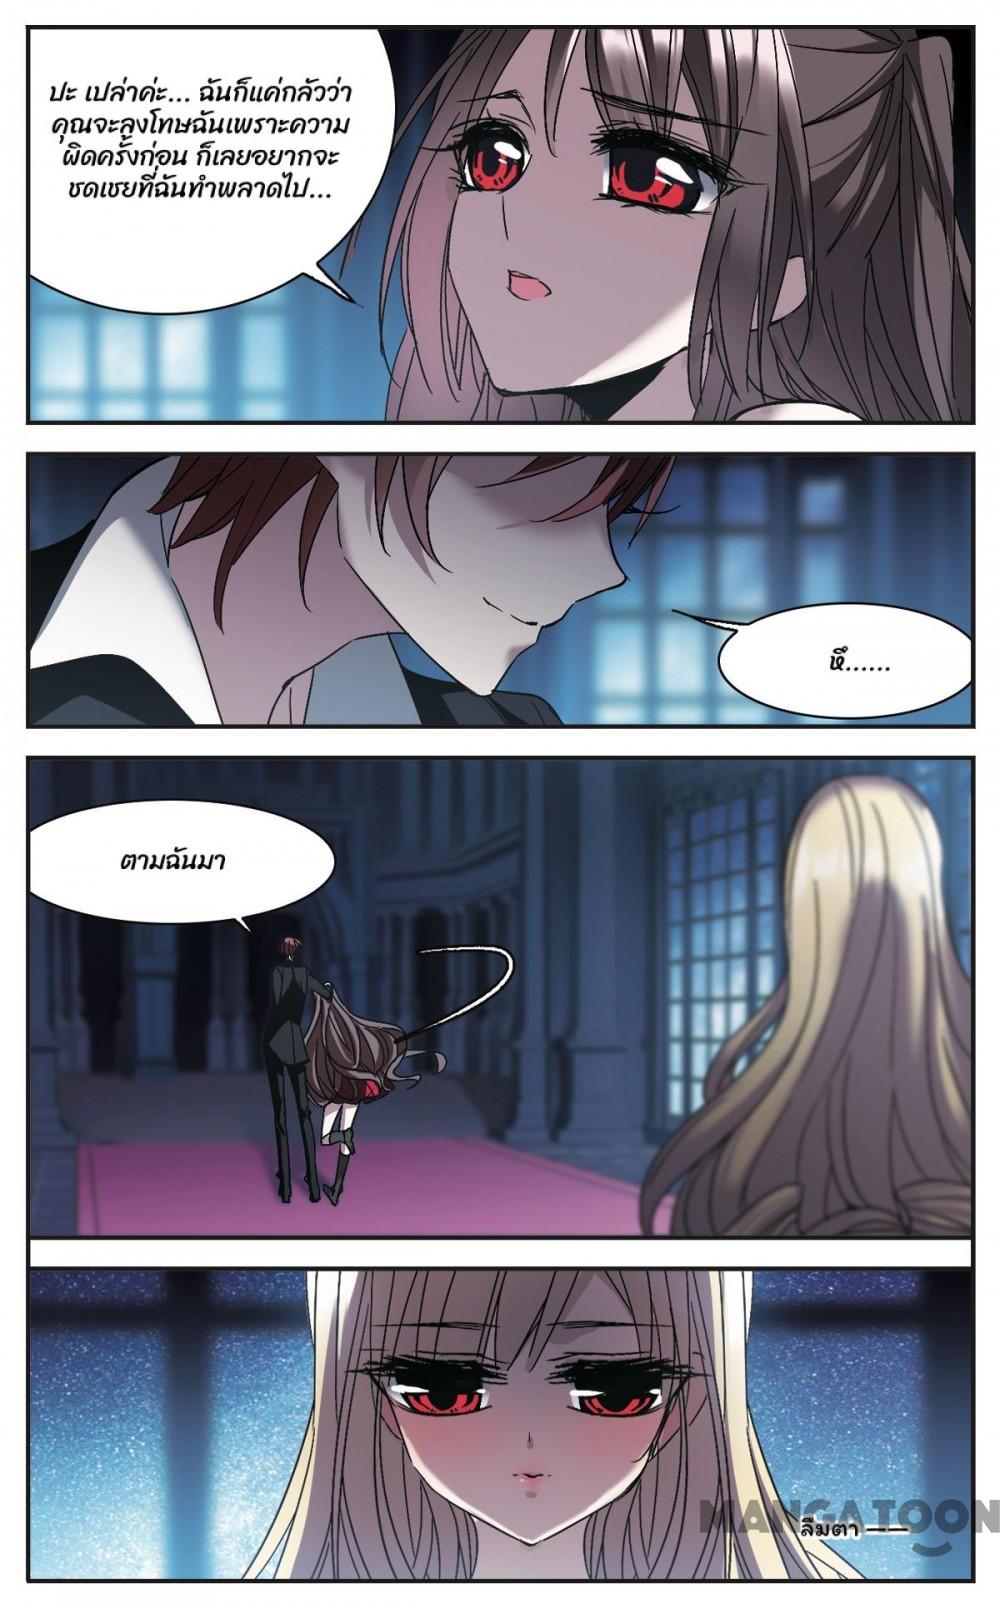 ปะ เปล่าค่ะ... ฉันก็แค่กลัวว่า
คุณจะลงโทษฉันเพราะความ
ผิดครั้งก่อน ก็เลยอยากจะ
ชดเชยที่ฉันทำพลาดไป...
หึ......
ตามฉันมา
MANGATOON
ลืมตา ——